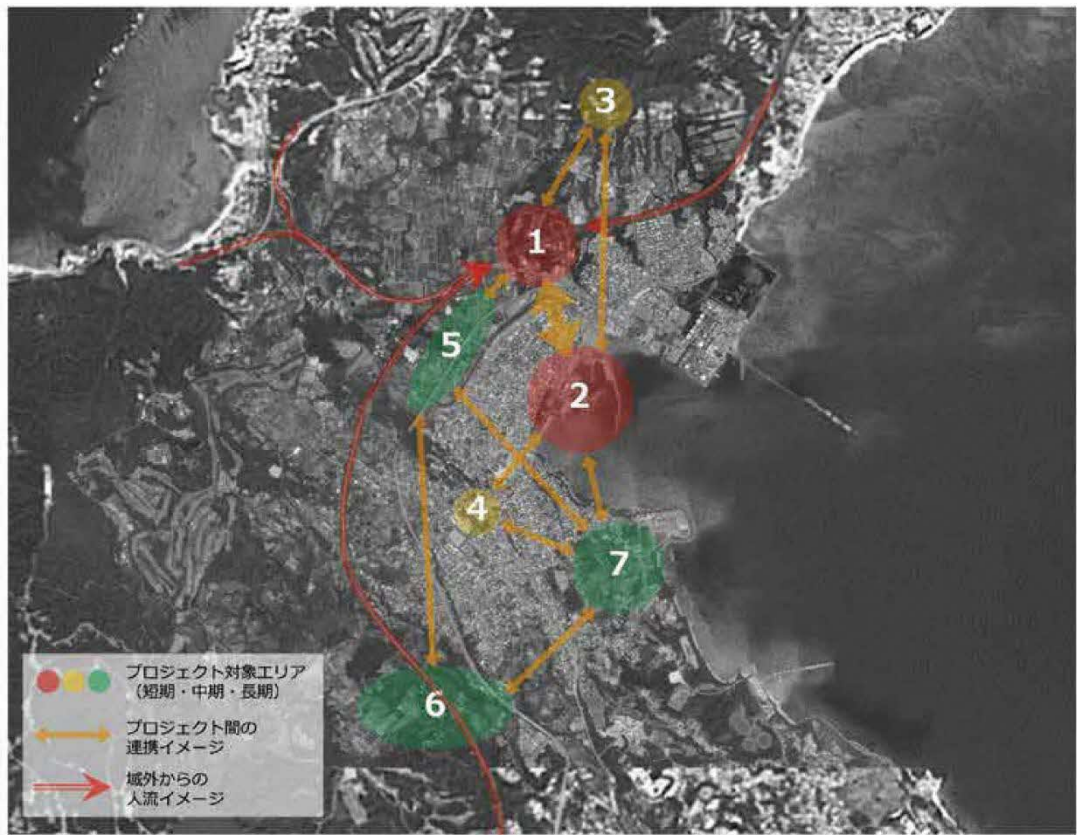 3
1
5
2
4
7
6
プロジェクト対象エリア
(短期・中期・長期)
プロジェクト間の
連携イメージ
域外からの
人流イメージ